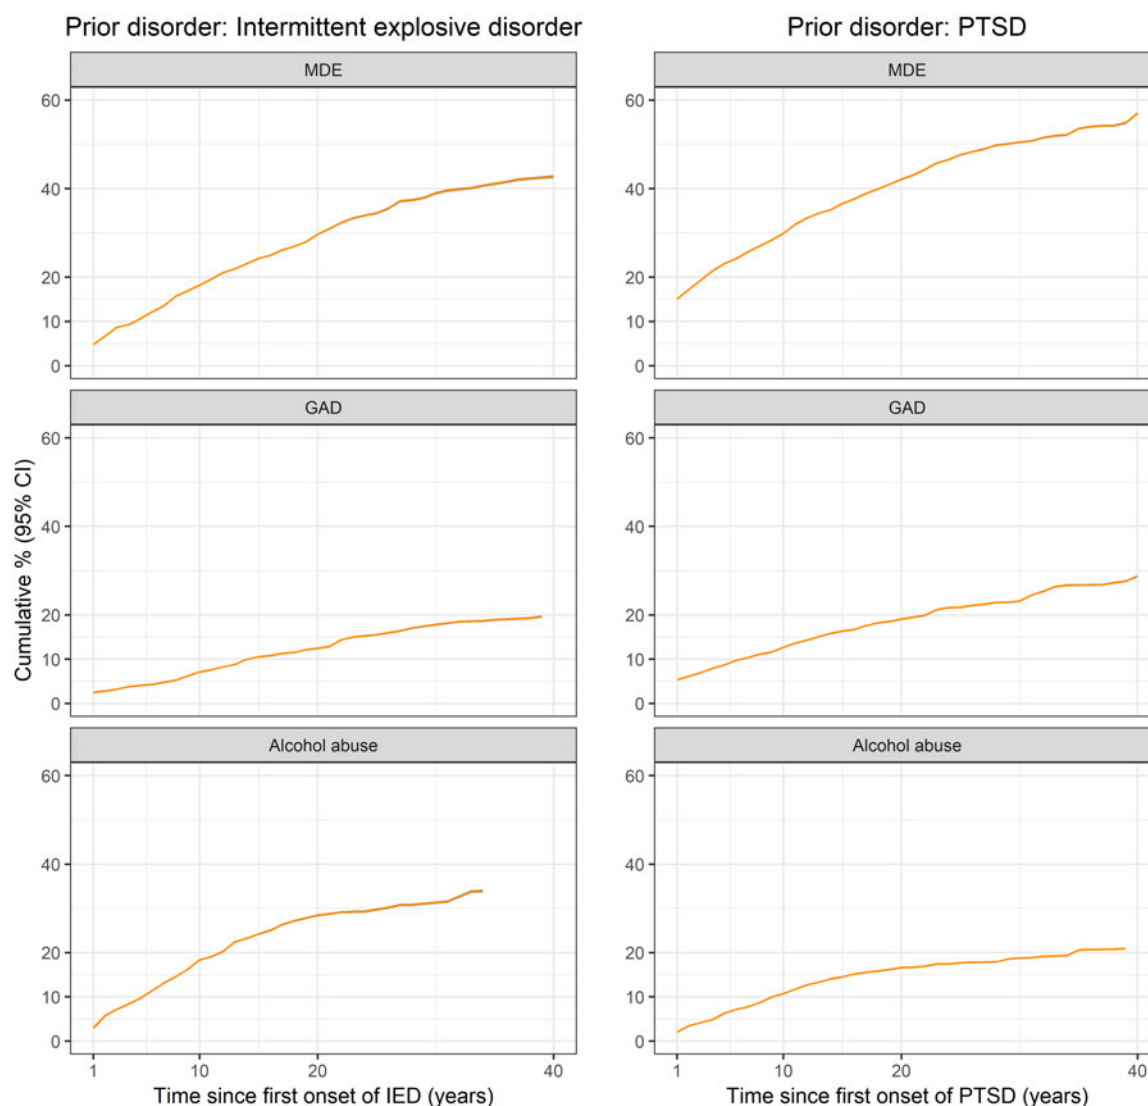 Prior disorder: Intermittent explosive disorder
Prior disorder: PTSD
MDE
MDE
60
40
20
10
0
60
40
20
10
0
GAD
GAD
60
40
20
10
0
60
40
20
10
0
Cumulative % (95% CI)
Alcohol abuse
Alcohol abuse
60
40
20
10
0
60
40
20
10
0
1 10 20 40
1 10 20 40
Time since first onset of IED (years)
Time since first onset of PTSD (years)